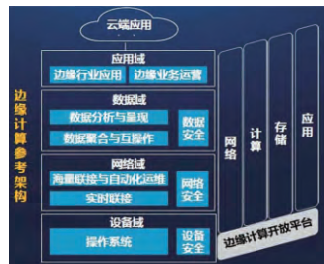 云端应用
边缘计算参考架构
应用域
边缘行业应用 边缘业务运营
数据域
数据分析与呈现
数据聚合与互操作
数据安全
网络域
海量联接与自动化运维
实时联接
网络安全
设备域
操作系统
设备安全
网络
计算
存储
应用
边缘计算开放平台